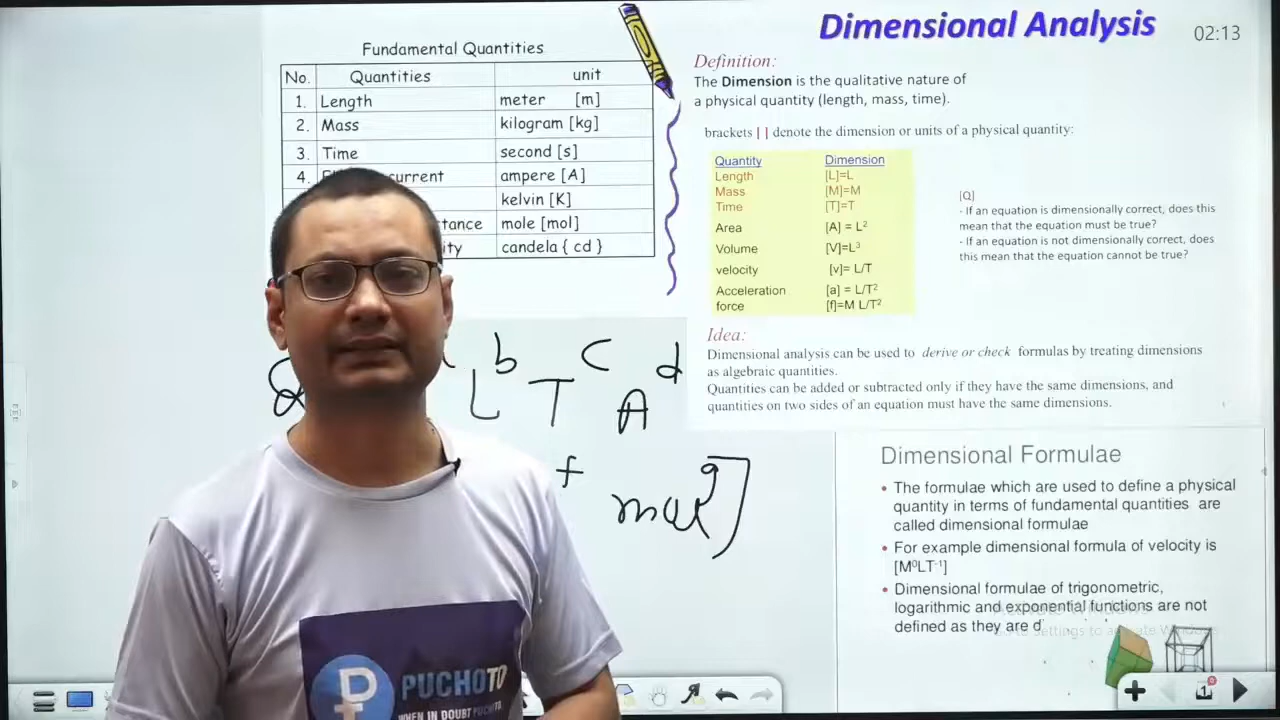 Dimensional Analysis
02:13
Fundamental Quantities
No. Quantities unit
1. Length meter [m]
2. Mass kilogram [kg]
3. Time second [s]
4. current ampere [A]
kelvin [K]
tance mole [mol]
ity candela { cd }
Definition:
The Dimension is the qualitative nature of
a physical quantity (length, mass, time).
brackets [ ] denote the dimension or units of a physical quantity:
Quantity Dimension
Length [L]=L
Mass [M]=M
Time [T]=T
Area [A] = L²
Volume [V]=L³
velocity [v]= L/T
Acceleration [a] = L/T²
force [f]=M L/T²
[Q]
- If an equation is dimensionally correct, does this
mean that the equation must be true?
- If an equation is not dimensionally correct, does
this mean that the equation cannot be true?
Idea:
Dimensional analysis can be used to derive or check formulas by treating dimensions
as algebraic quantities.
Quantities can be added or subtracted only if they have the same dimensions, and
quantities on two sides of an equation must have the same dimensions.
b c d
L T A
f g
]
Dimensional Formulae
• The formulae which are used to define a physical
quantity in terms of fundamental quantities are
called dimensional formulae
• For example dimensional formula of velocity is
[M⁰LT⁻¹]
• Dimensional formulae of trigonometric,
logarithmic and exponential functions are not
defined as they are d
PUCHOTO
WHEN IN DOUBT PUCHOTO